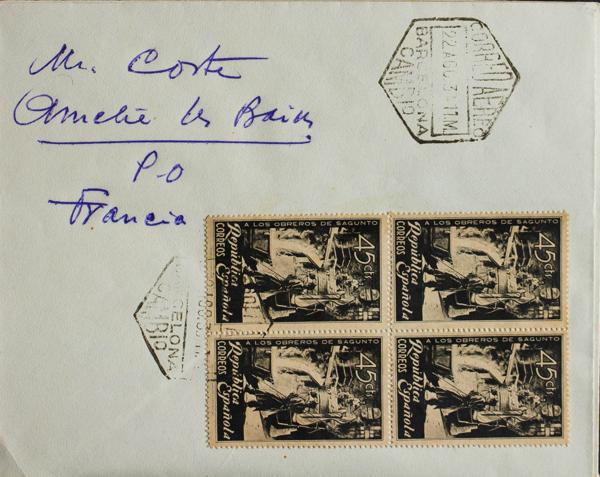 Mr. Coste
Amelie les Bains
P.O
Francia
CORREO AEREO
BARCELONA
CAMBIO
A LOS OBREROS DE SAGUNTO
45 cts
República
Española
CORREOS
A LOS OBREROS DE SAGUNTO
45 cts
República
Española
CORREOS
A LOS OBREROS DE SAGUNTO
45 cts
República
Española
CORREOS
A LOS OBREROS DE SAGUNTO
45 cts
República
Española
CORREOS
CELONA
CAMBIO